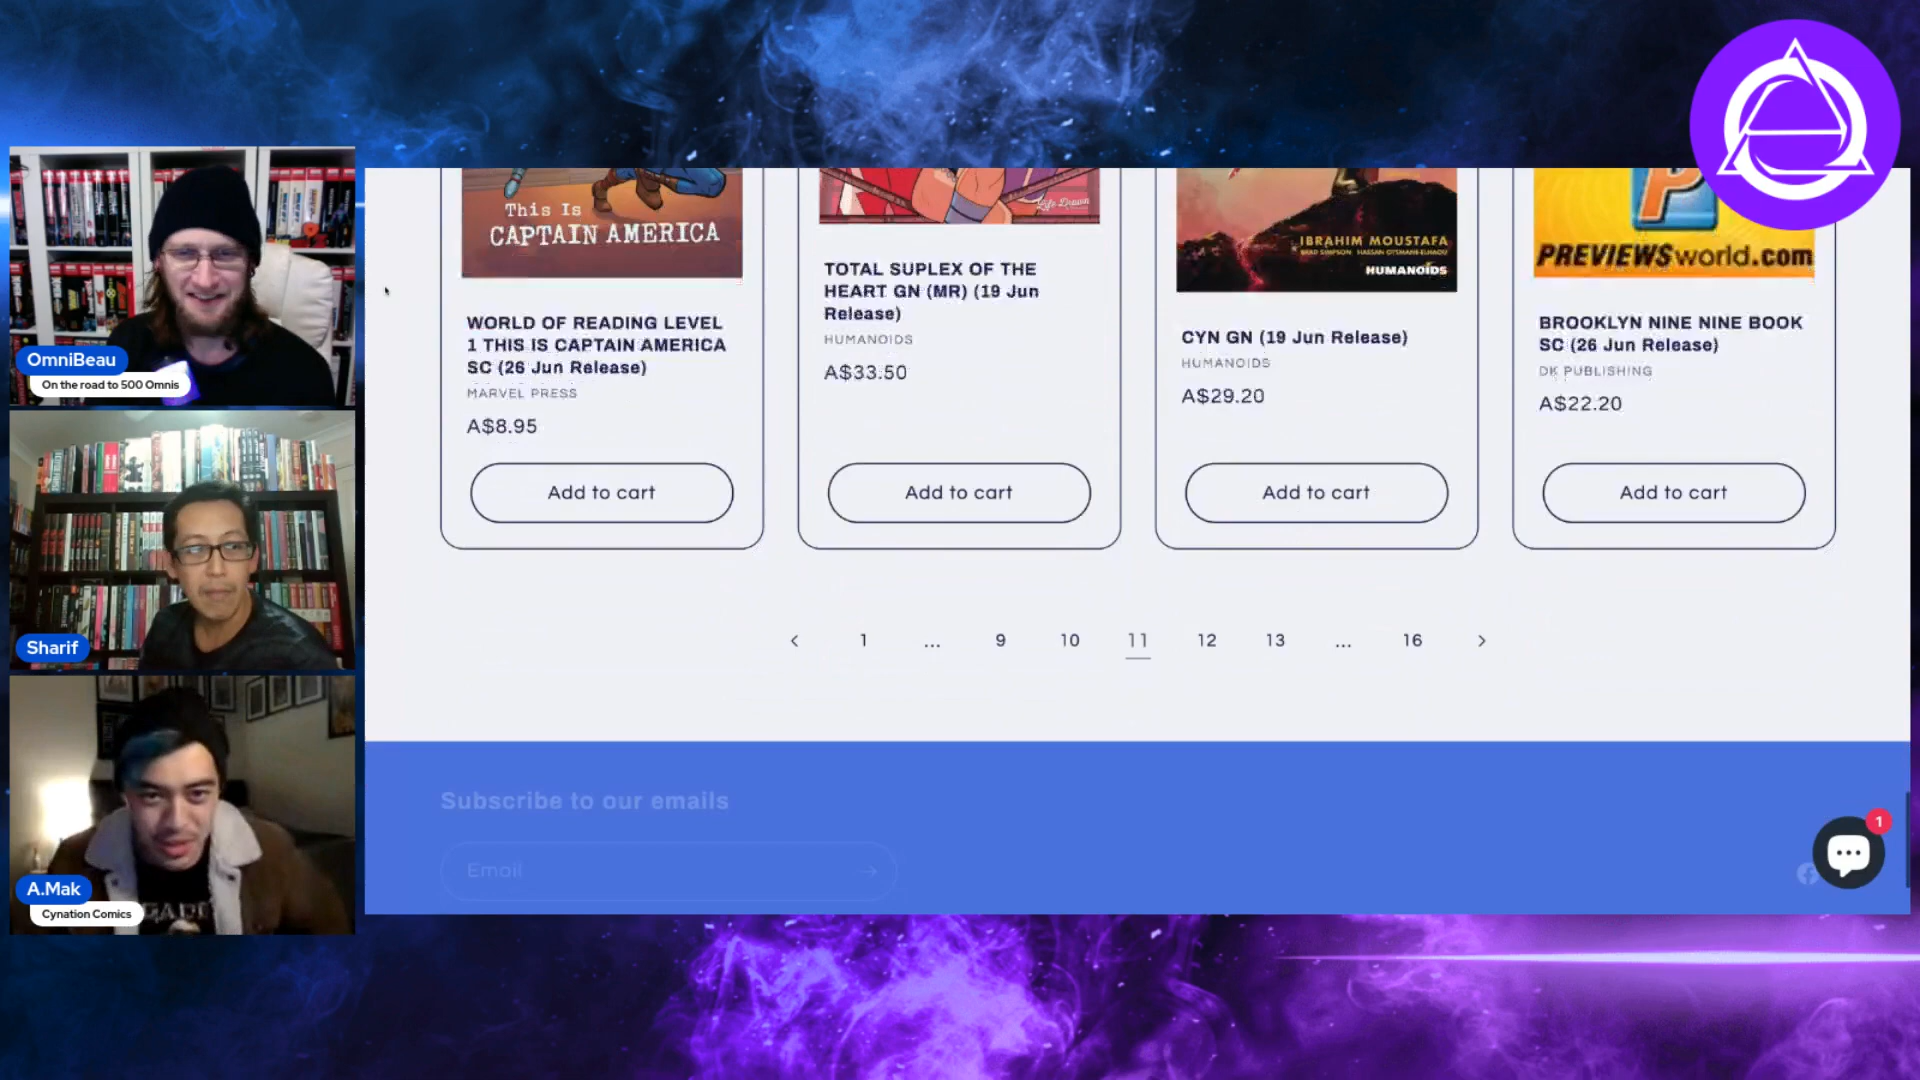 OmniBeau
On the road to 500 Omnis
Sharif
A.Mak
Cynation Comics
This Is
CAPTAIN AMERICA
WORLD OF READING LEVEL
1 THIS IS CAPTAIN AMERICA
SC (26 Jun Release)
MARVEL PRESS
A$8.95
Add to cart
Life Drawn
TOTAL SUPLEX OF THE
HEART GN (MR) (19 Jun
Release)
HUMANOIDS
A$33.50
Add to cart
IBRAHIM MOUSTAFA
HUMANOIDS
CYN GN (19 Jun Release)
HUMANOIDS
A$29.20
Add to cart
P
PREVIEWSworld.com
BROOKLYN NINE NINE BOOK
SC (26 Jun Release)
DK PUBLISHING
A$22.20
Add to cart
1 ... 9 10 11 12 13 ... 16
Subscribe to our emails
Email
1